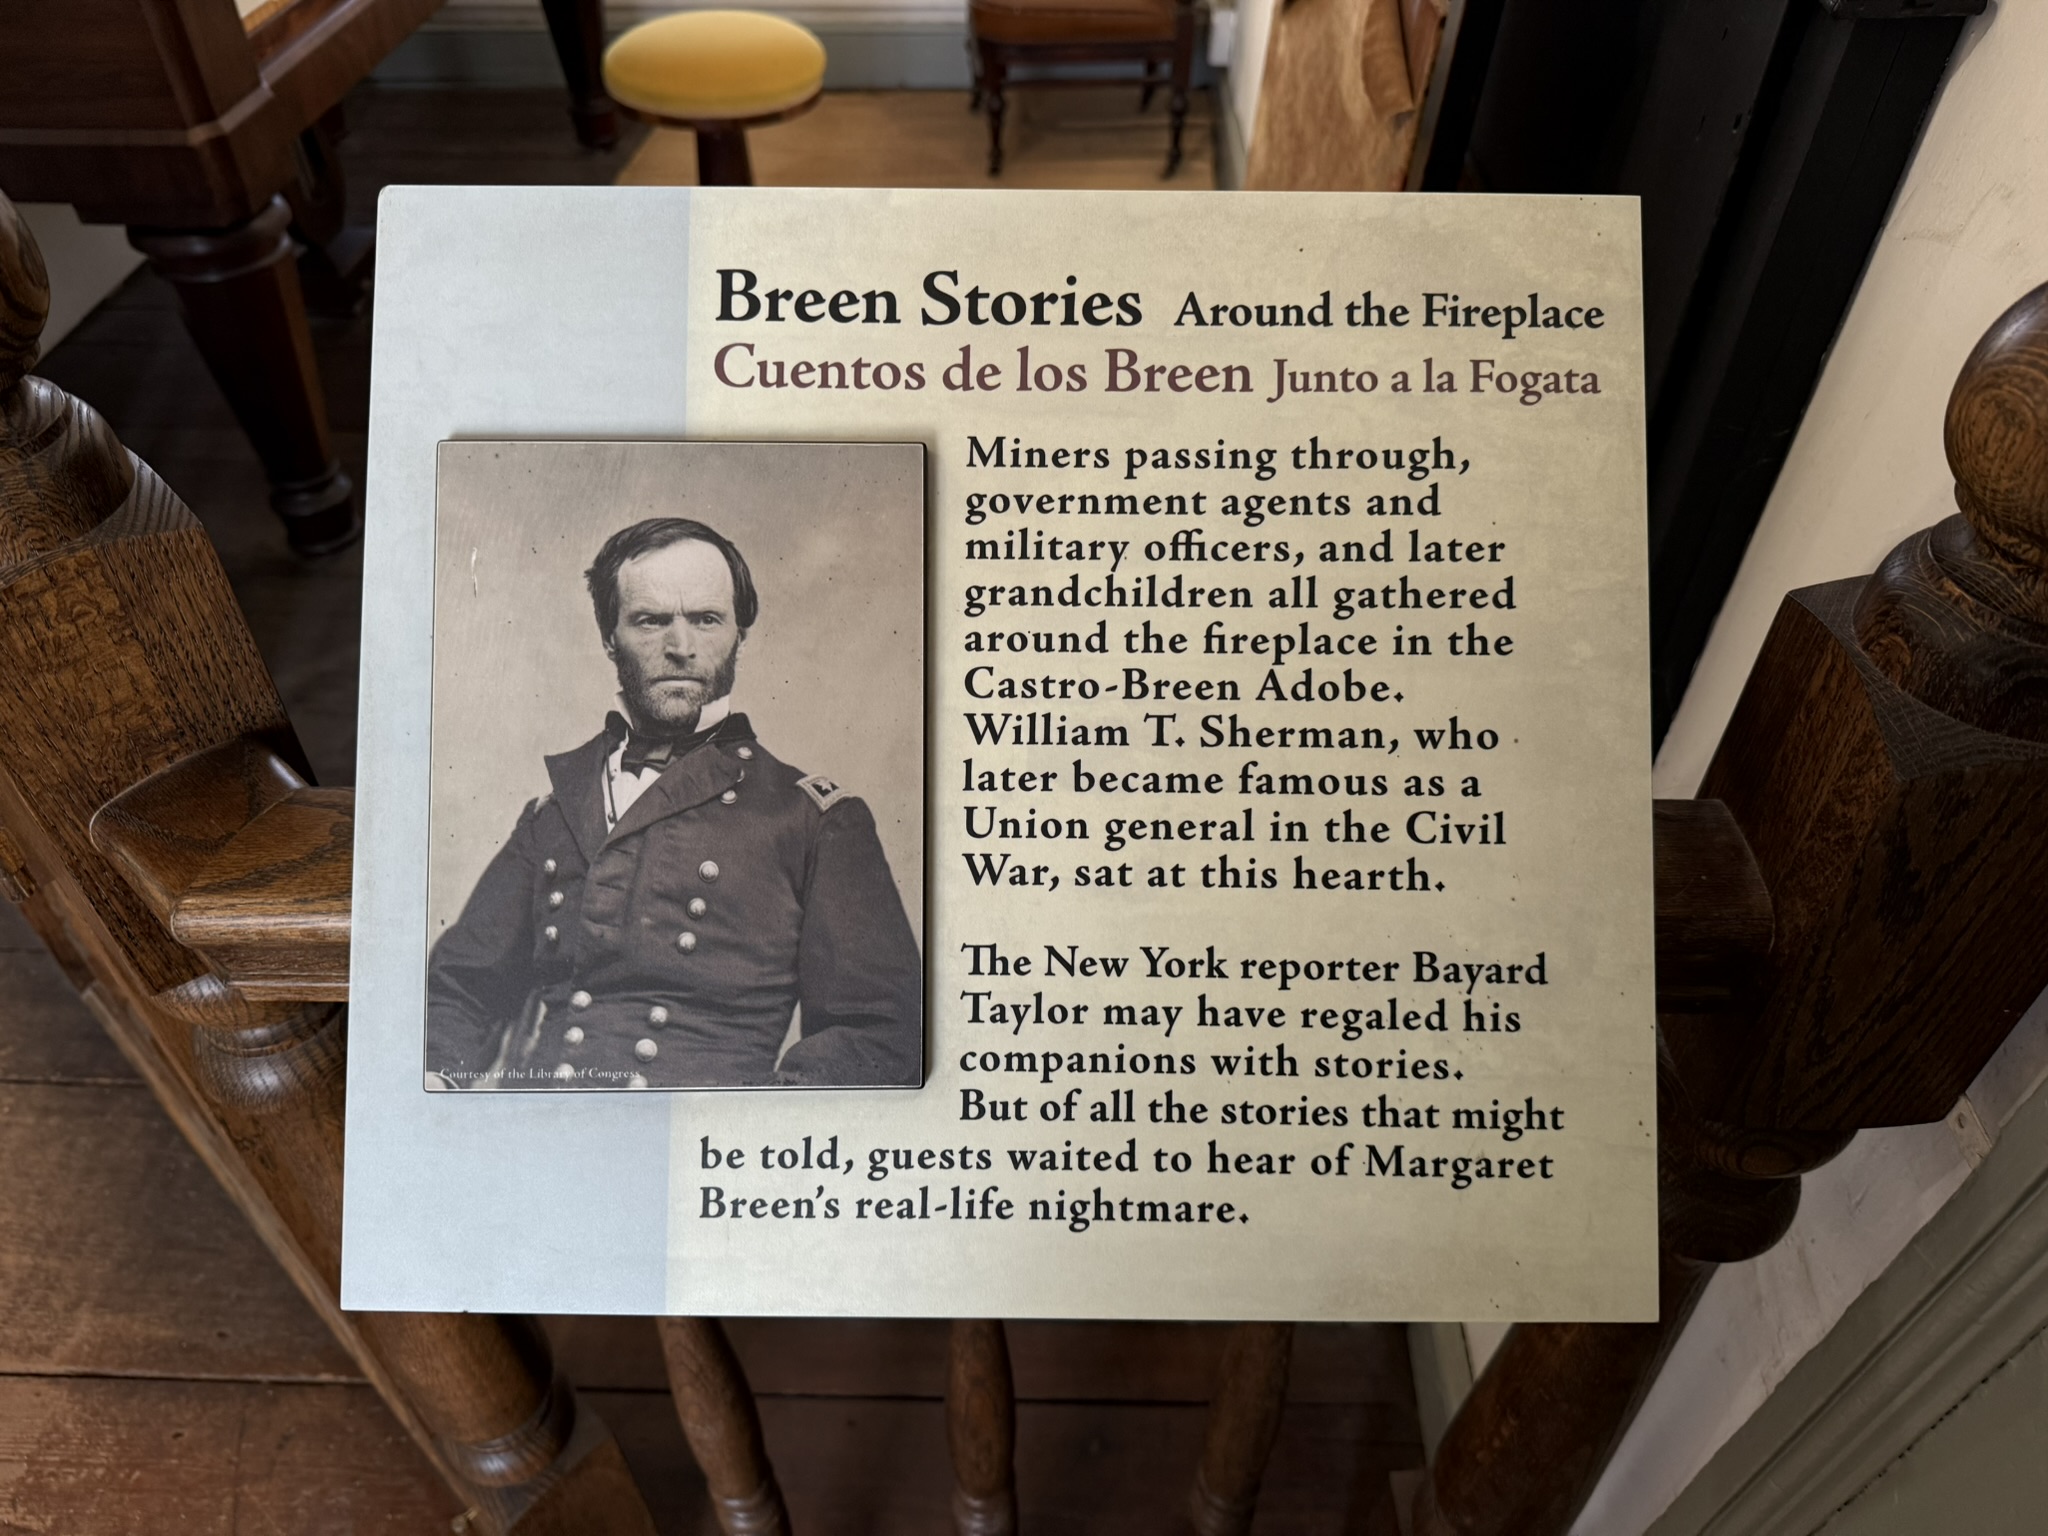 Breen Stories Around the Fireplace
Cuentos de los Breen Junto a la Fogata
Miners passing through,
government agents and
military officers, and later
grandchildren all gathered
around the fireplace in the
Castro-Breen Adobe.
William T. Sherman, who
later became famous as a
Union general in the Civil
War, sat at this hearth.
The New York reporter Bayard
Taylor may have regaled his
companions with stories.
But of all the stories that might
be told, guests waited to hear of Margaret
Breen's real-life nightmare.
Courtesy of the Library of Congress